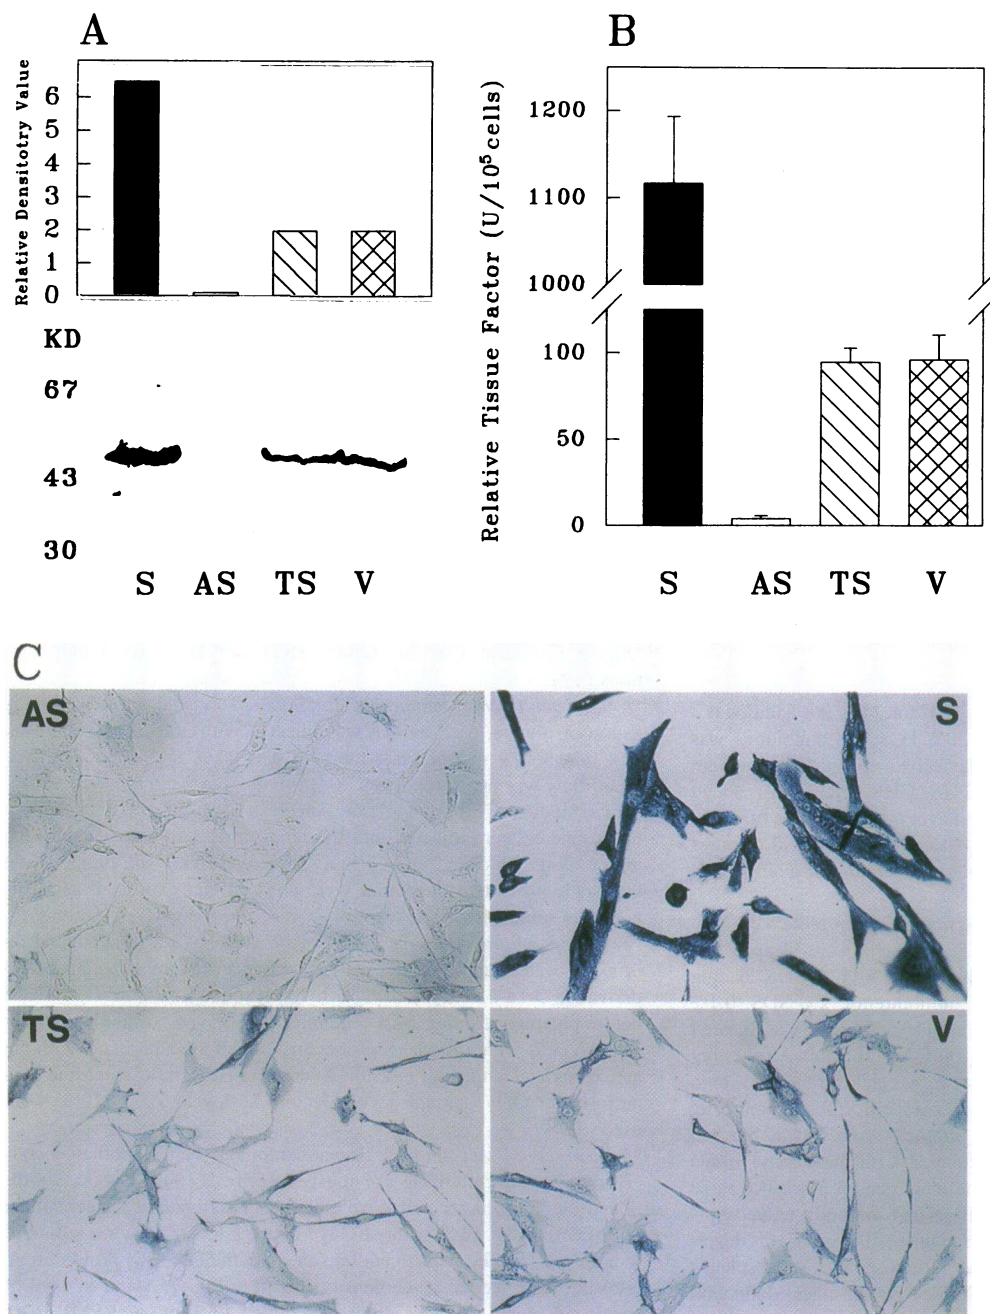 A
Relative Densitotry Value
6
5
4
3
2
1
0
KD
67
43
30
S AS TS V
B
Relative Tissue Factor (U/10⁵cells)
1200
1100
1000
100
50
0
S AS TS V
C
AS
S
TS
V